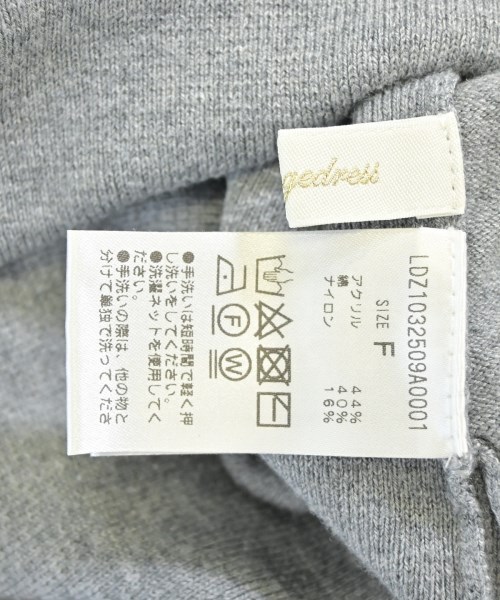 gedress
LDZ1032509A0001
SIZE F
アクリル 44%
綿 40%
ナイロン 16%
F
W
●手洗いは短時間で軽く押
し洗いをしてください。
●洗濯ネットを使用してく
ださい。
●手洗いの際は、他の物と
分けて単独で洗ってくださ